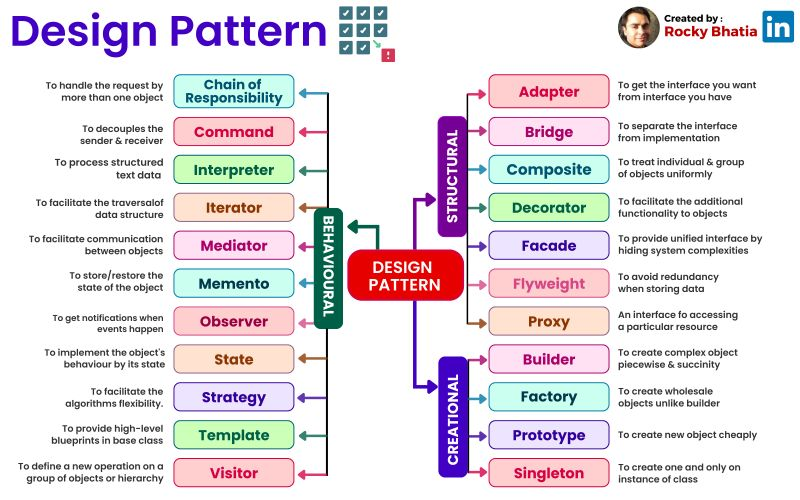 Design Pattern
Created by :
Rocky Bhatia
in
To handle the request by
more than one object
Chain of
Responsibility
To decouples the
sender & receiver
Command
To process structured
text data
Interpreter
To facilitate the traversalof
data structure
Iterator
To facilitate communication
between objects
Mediator
To store/restore the
state of the object
Memento
To get notifications when
events happen
Observer
To implement the object's
behaviour by its state
State
To facilitate the
algorithms flexibility.
Strategy
To provide high-level
blueprints in base class
Template
To define a new operation on a
group of objects or hierarchy
Visitor
BEHAVIOURAL
DESIGN
PATTERN
STRUCTURAL
Adapter
To get the interface you want
from interface you have
Bridge
To separate the interface
from implementation
Composite
To treat individual & group
of objects uniformly
Decorator
To facilitate the additional
functionality to objects
Facade
To provide unified interface by
hiding system complexities
Flyweight
To avoid redundancy
when storing data
Proxy
An interface fo accessing
a particular resource
CREATIONAL
Builder
To create complex object
piecewise & succinity
Factory
To create wholesale
objects unlike builder
Prototype
To create new object cheaply
Singleton
To create one and only on
instance of class